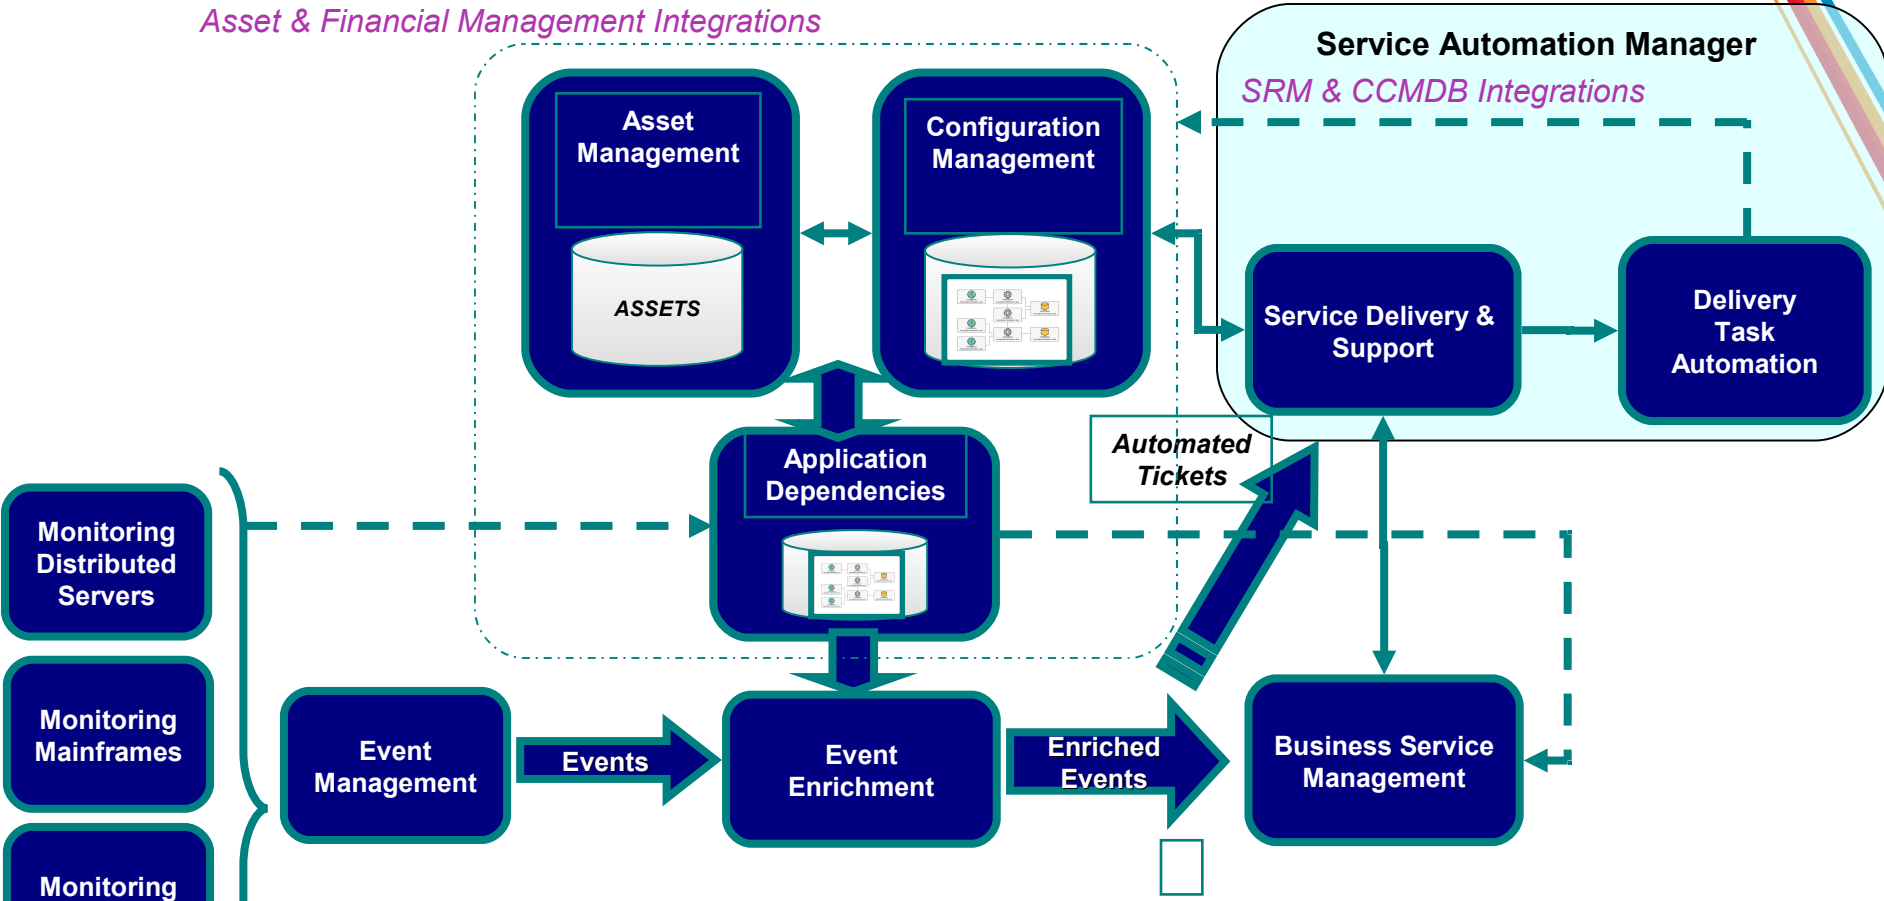 Asset & Financial Management Integrations
Service Automation Manager
SRM & CCMDB Integrations
Asset
Management
ASSETS
Configuration
Management
Service Delivery &
Support
Delivery
Task
Automation
Automated
Tickets
Application
Dependencies
Monitoring
Distributed
Servers
Monitoring
Mainframes
Monitoring
Event
Management
Events
Event
Enrichment
Enriched
Events
Business Service
Management